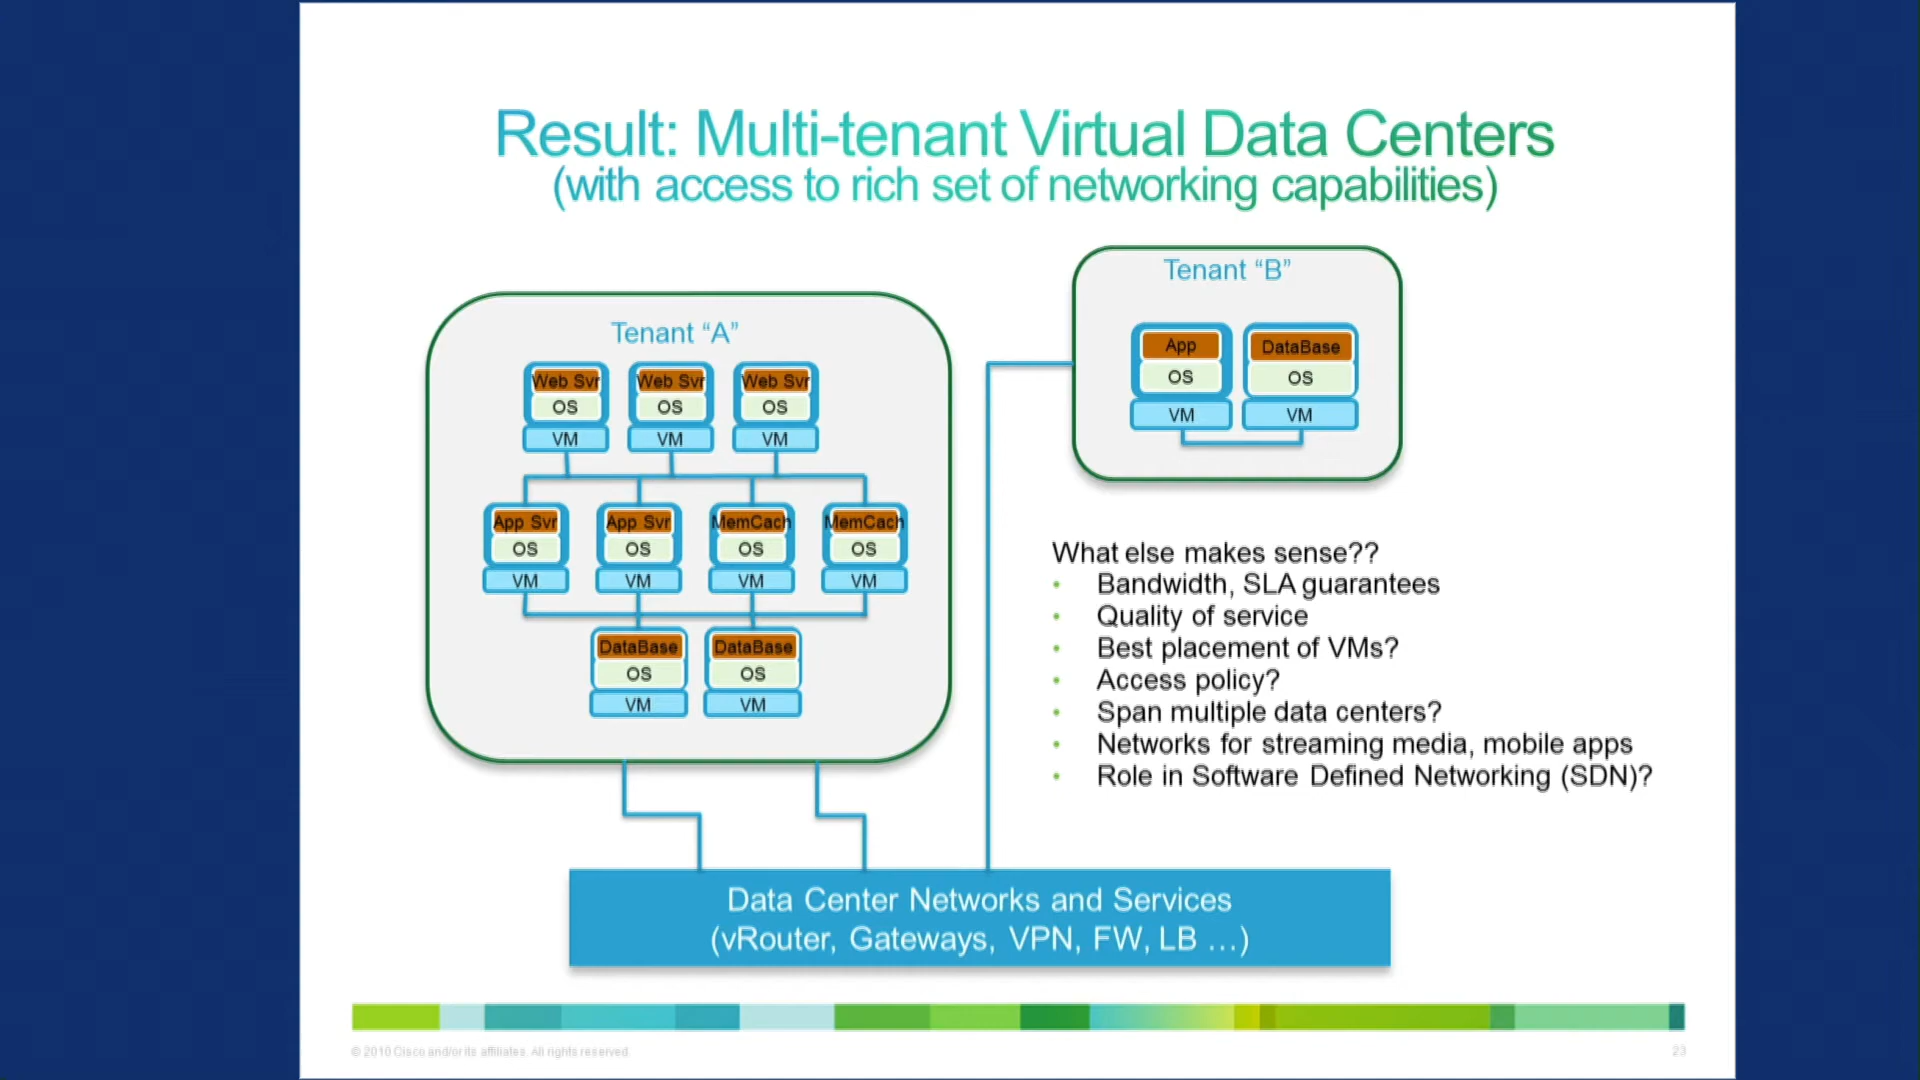 Result: Multi-tenant Virtual Data Centers
(with access to rich set of networking capabilities)
Tenant “A”
Web Svr Web Svr Web Svr
OS OS OS
VM VM VM
App Svr App Svr MemCach MemCach
OS OS OS OS
VM VM VM VM
DataBase DataBase
OS OS
VM VM
Tenant “B”
App DataBase
OS OS
VM VM
What else makes sense??
• Bandwidth, SLA guarantees
• Quality of service
• Best placement of VMs?
• Access policy?
• Span multiple data centers?
• Networks for streaming media, mobile apps
• Role in Software Defined Networking (SDN)?
Data Center Networks and Services
(vRouter, Gateways, VPN, FW, LB …)
© 2010 Cisco and/or its affiliates. All rights reserved.
23